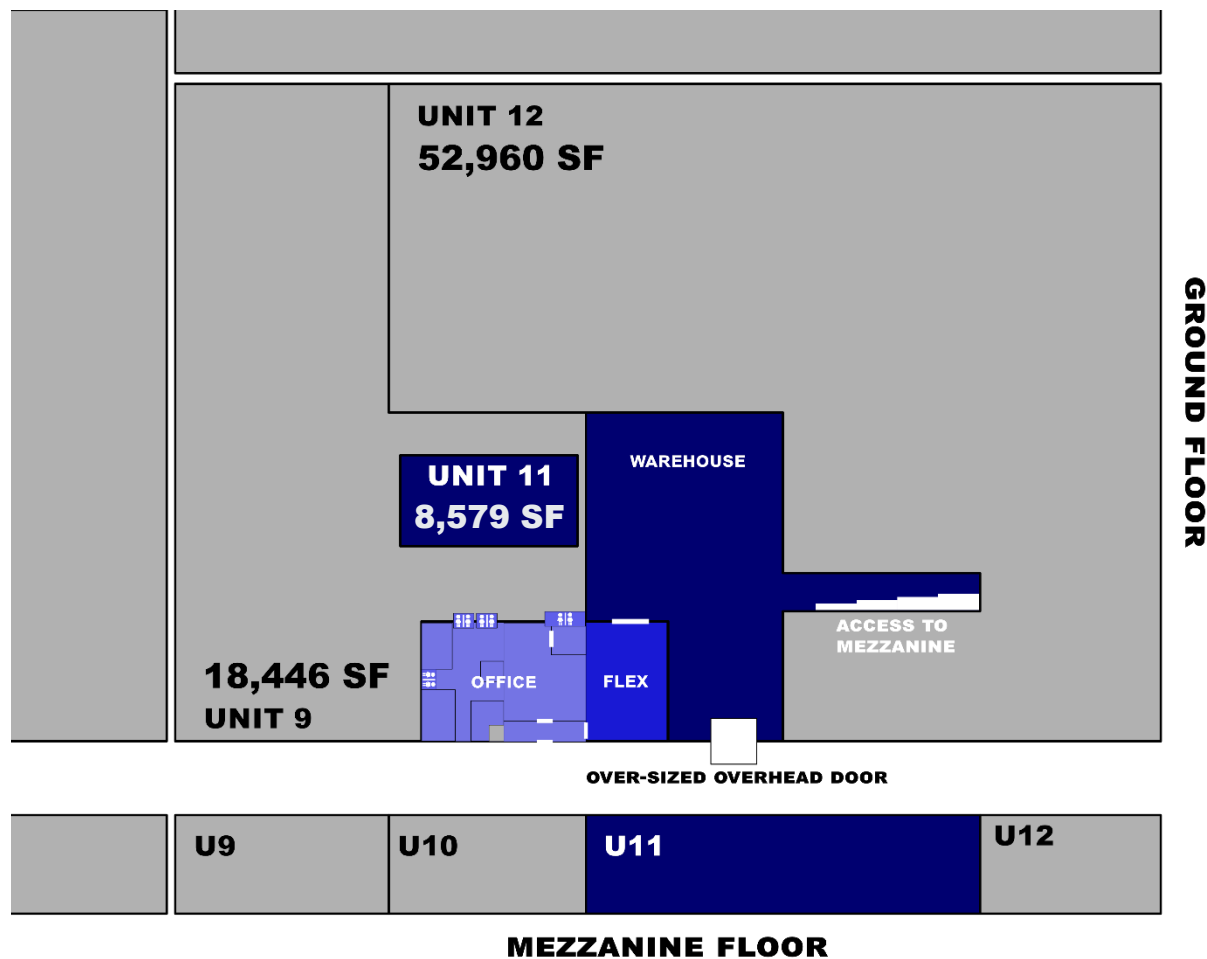 UNIT 12
52,960 SF
GROUND FLOOR
WAREHOUSE
UNIT 11
8,579 SF
ACCESS TO
MEZZANINE
18,446 SF
UNIT 9
OFFICE
FLEX
OVER-SIZED OVERHEAD DOOR
U9
U10
U11
U12
MEZZANINE FLOOR